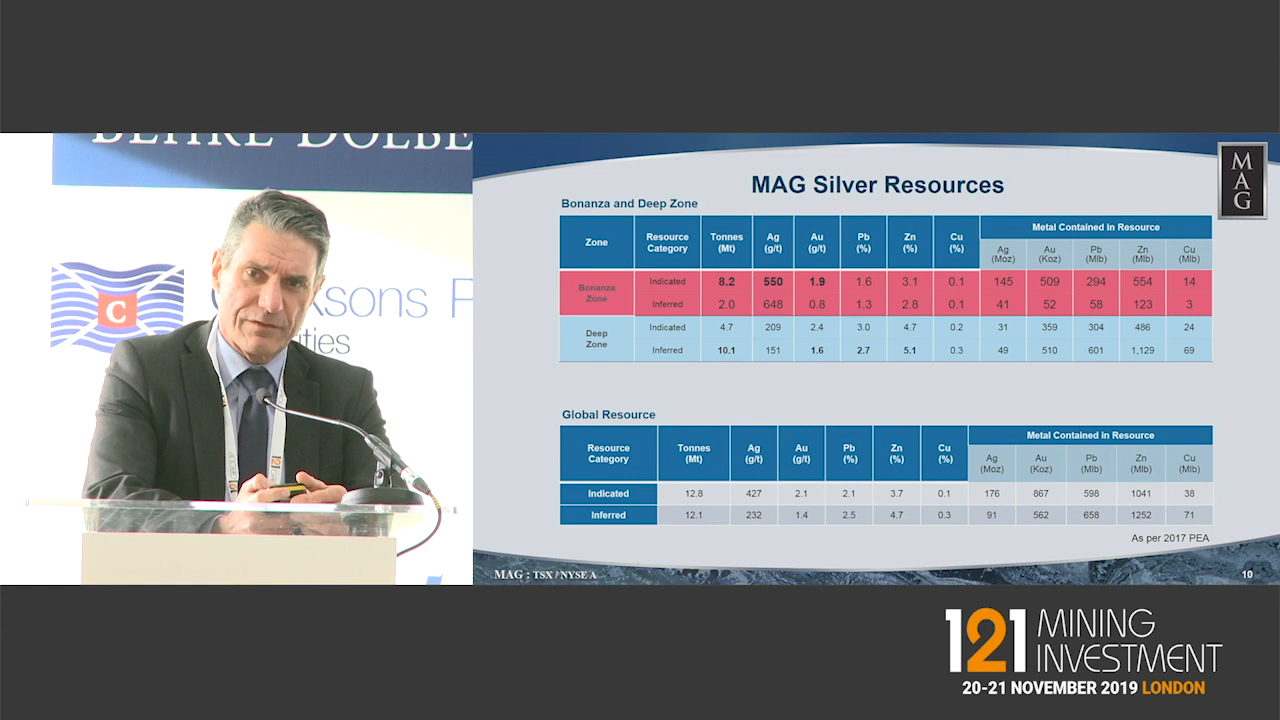 MAG Silver Resources
M
A
G
Bonanza and Deep Zone
Zone Resource Category Tonnes (Mt) Ag (g/t) Au (g/t) Pb (%) Zn (%) Cu (%) Metal Contained in Resource
Ag (Moz) Au (Koz) Pb (Mlb) Zn (Mlb) Cu (Mlb)
Bonanza Zone Indicated 8.2 550 1.9 1.6 3.1 0.1 145 509 294 554 14
Inferred 2.0 648 0.8 1.3 2.8 0.1 41 52 58 123 3
Deep Zone Indicated 4.7 209 2.4 3.0 4.7 0.2 31 359 304 486 24
Inferred 10.1 151 1.6 2.7 5.1 0.3 49 510 601 1,129 69
Global Resource
Resource Category Tonnes (Mt) Ag (g/t) Au (g/t) Pb (%) Zn (%) Cu (%) Metal Contained in Resource
Ag (Moz) Au (Koz) Pb (Mlb) Zn (Mlb) Cu (Mlb)
Indicated 12.8 427 2.1 2.1 3.7 0.1 176 867 598 1041 38
Inferred 12.1 232 1.4 2.5 4.7 0.3 91 562 658 1252 71
As per 2017 PEA
MAG : TSX / NYSE A
10
C
121 MINING
INVESTMENT
20-21 NOVEMBER 2019 LONDON